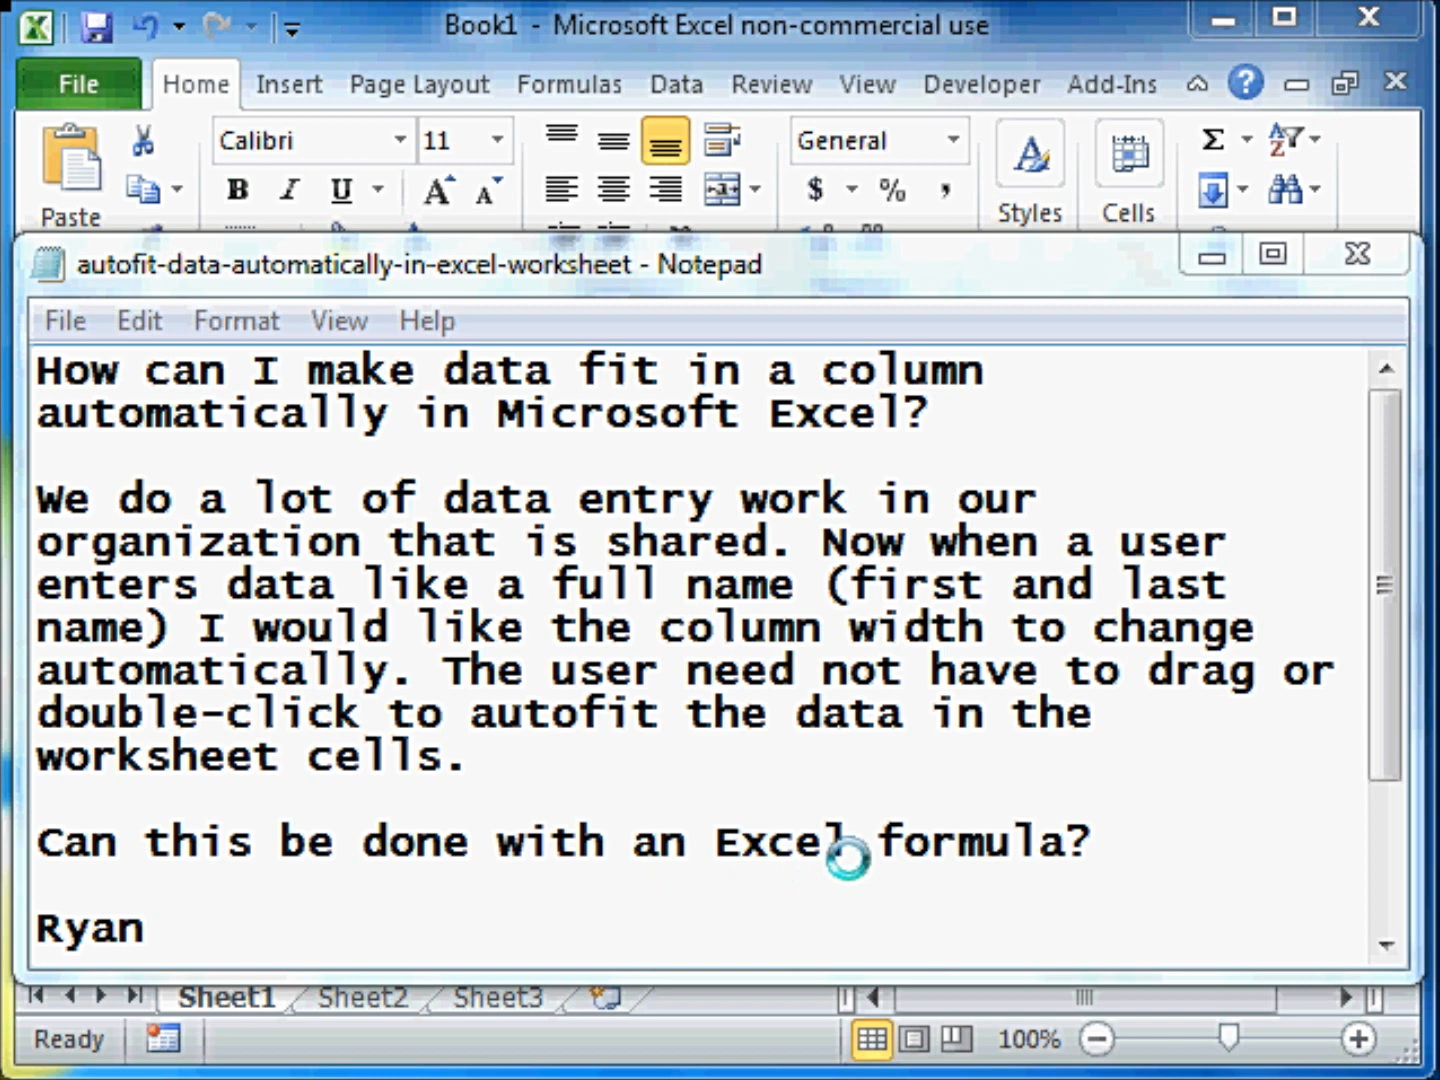 Book1 - Microsoft Excel non-commercial use
File Home Insert Page Layout Formulas Data Review View Developer Add-Ins
Calibri 11 General
B I U A A $ % , Styles Cells Σ A Z
Paste
autofit-data-automatically-in-excel-worksheet - Notepad
File Edit Format View Help
How can I make data fit in a column
automatically in Microsoft Excel?
We do a lot of data entry work in our
organization that is shared. Now when a user
enters data like a full name (first and last
name) I would like the column width to change
automatically. The user need not have to drag or
double-click to autofit the data in the
worksheet cells.
Can this be done with an Excel formula?
Ryan
Sheet1 Sheet2 Sheet3
Ready 100%